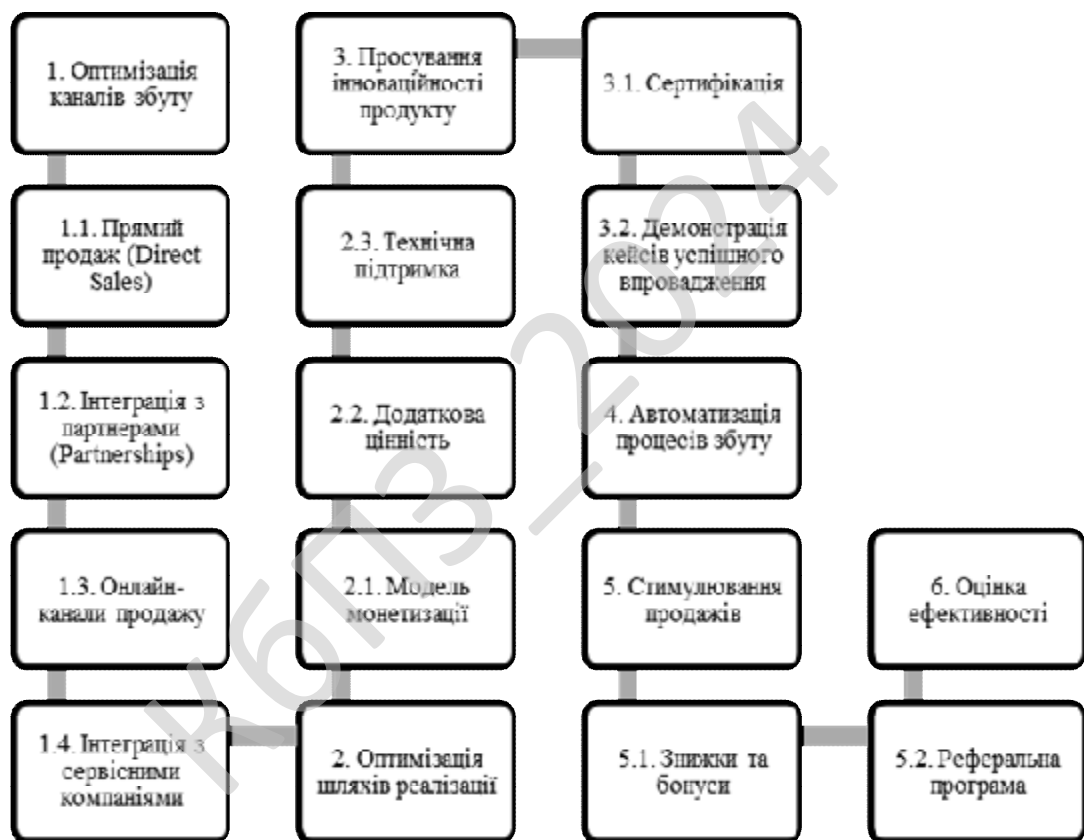 1. Оптимізація
каналів збуту
1.1. Прямий
продаж (Direct
Sales)
1.2. Інтеграція з
партнерами
(Partnerships)
1.3. Онлайн-
канали продажу
1.4. Інтеграція з
сервісними
компаніями
2. Оптимізація
шляхів реалізації
2.1. Модель
монетизації
2.2. Додаткова
цінність
2.3. Технічна
підтримка
3. Просування
інноваційності
продукту
3.1. Сертифікація
3.2. Демонстрація
кейсів успішного
впровадження
4. Автоматизація
процесів збуту
5. Стимулювання
продажів
5.1. Знижки та
бонуси
5.2. Реферальна
програма
6. Оцінка
ефективності
КбПЗ_2024